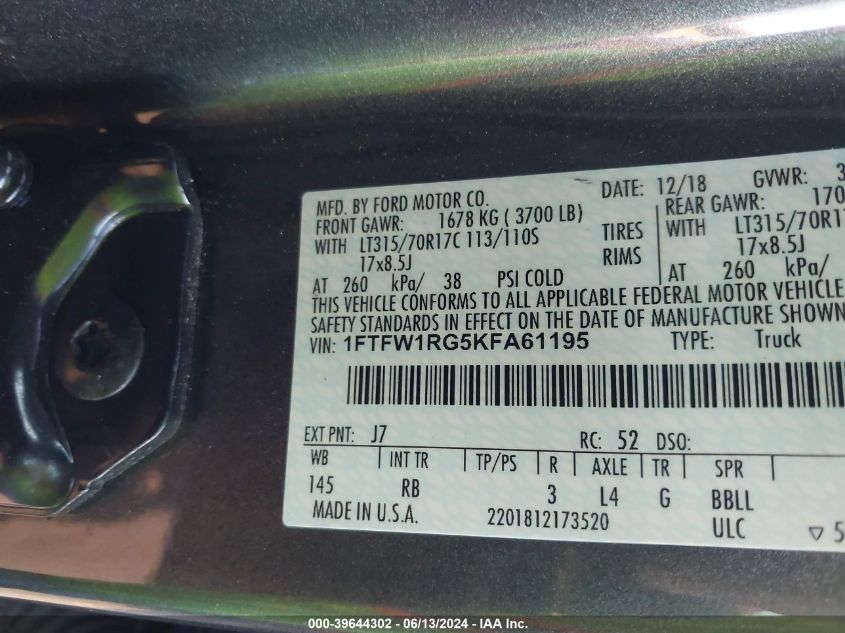 MFD. BY FORD MOTOR CO.
DATE: 12/18 GVWR: 3
FRONT GAWR: 1678 KG ( 3700 LB)
REAR GAWR: 170
WITH LT315/70R17C 113/110S TIRES WITH LT315/70R17
17x8.5J RIMS 17x8.5J
AT 260 kPa/ 38 PSI COLD AT 260 kPa/
THIS VEHICLE CONFORMS TO ALL APPLICABLE FEDERAL MOTOR VEHICLE
SAFETY STANDARDS IN EFFECT ON THE DATE OF MANUFACTURE SHOWN
VIN: 1FTFW1RG5KFA61195 TYPE: Truck
EXT PNT: J7 RC: 52 DSO:
WB INT TR TP/PS R AXLE TR SPR
145 RB 3 L4 G BBLL
MADE IN U.S.A. 2201812173520 ULC 5
000-39644302 - 06/13/2024 - IAA Inc.